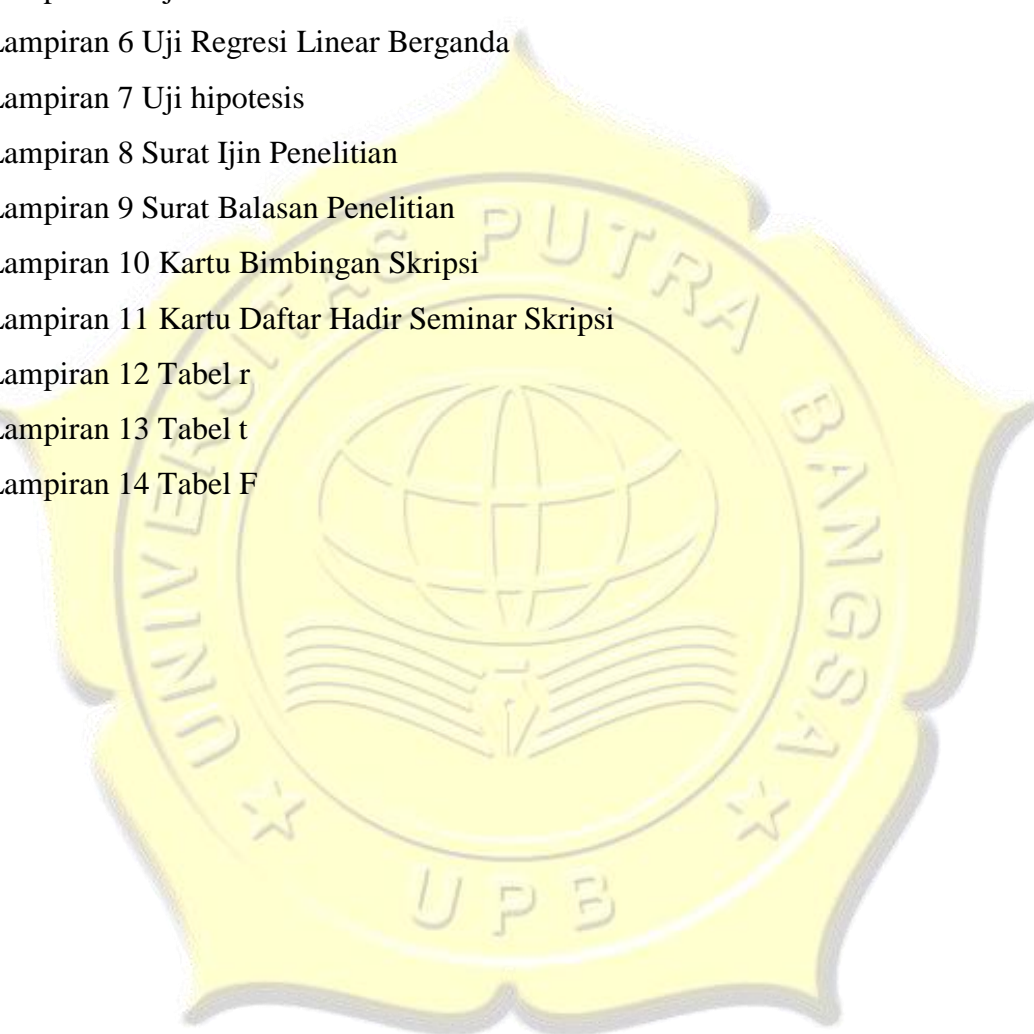 Lampiran 6 Uji Regresi Linear Berganda
Lampiran 7 Uji hipotesis
Lampiran 8 Surat Ijin Penelitian
Lampiran 9 Surat Balasan Penelitian
Lampiran 10 Kartu Bimbingan Skripsi
Lampiran 11 Kartu Daftar Hadir Seminar Skripsi
Lampiran 12 Tabel r
Lampiran 13 Tabel t
Lampiran 14 Tabel F
UNIVERSITAS PUTRA BANGSA
UPB